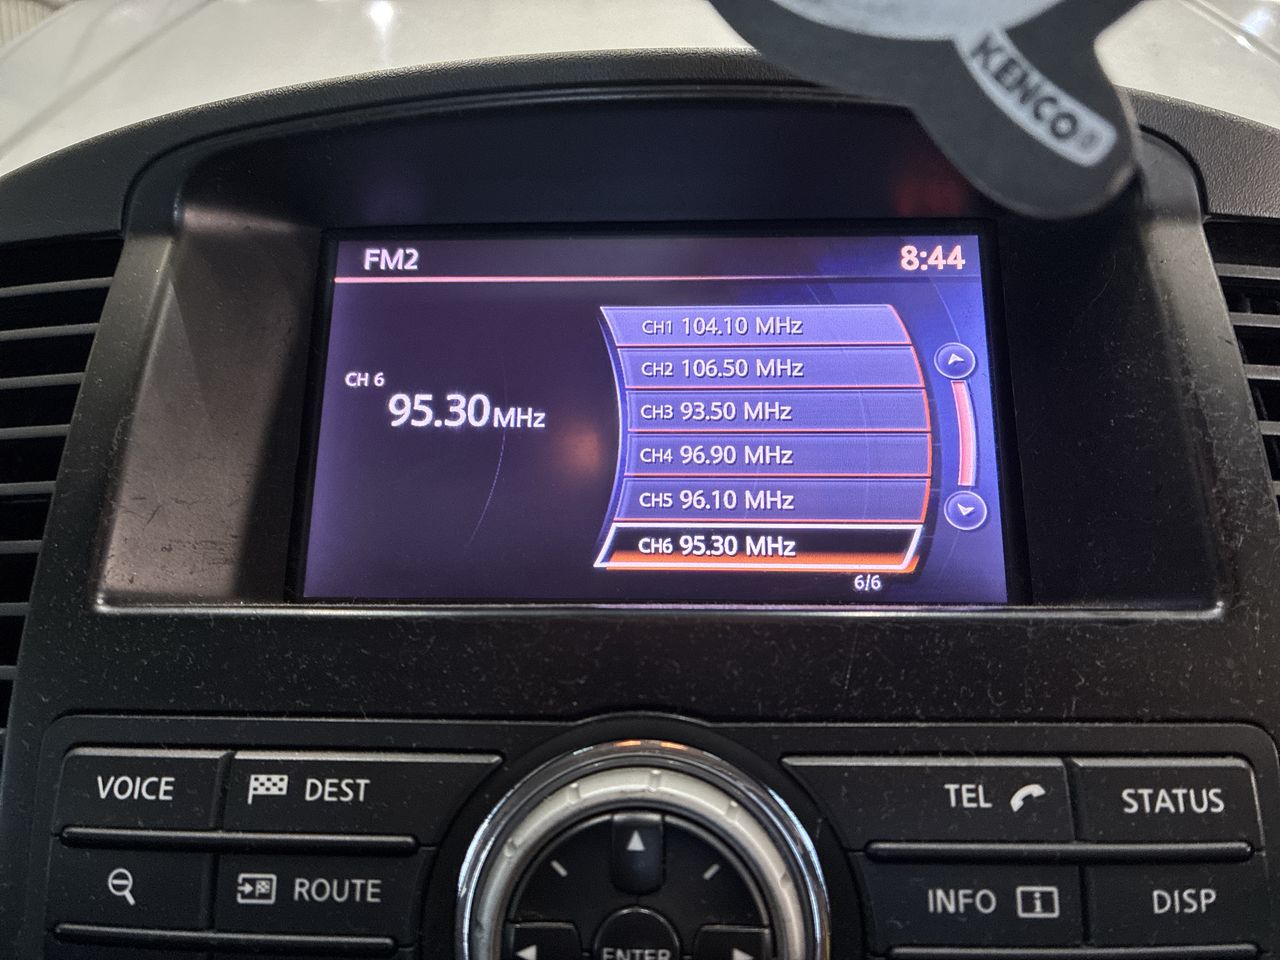 KENCO
FM2
8:44
CH 6
95.30 MHz
CH1 104.10 MHz
CH2 106.50 MHz
CH3 93.50 MHz
CH4 96.90 MHz
CH5 96.10 MHz
CH6 95.30 MHz
6/6
VOICE
DEST
TEL
STATUS
ROUTE
INFO
DISP
ENTER